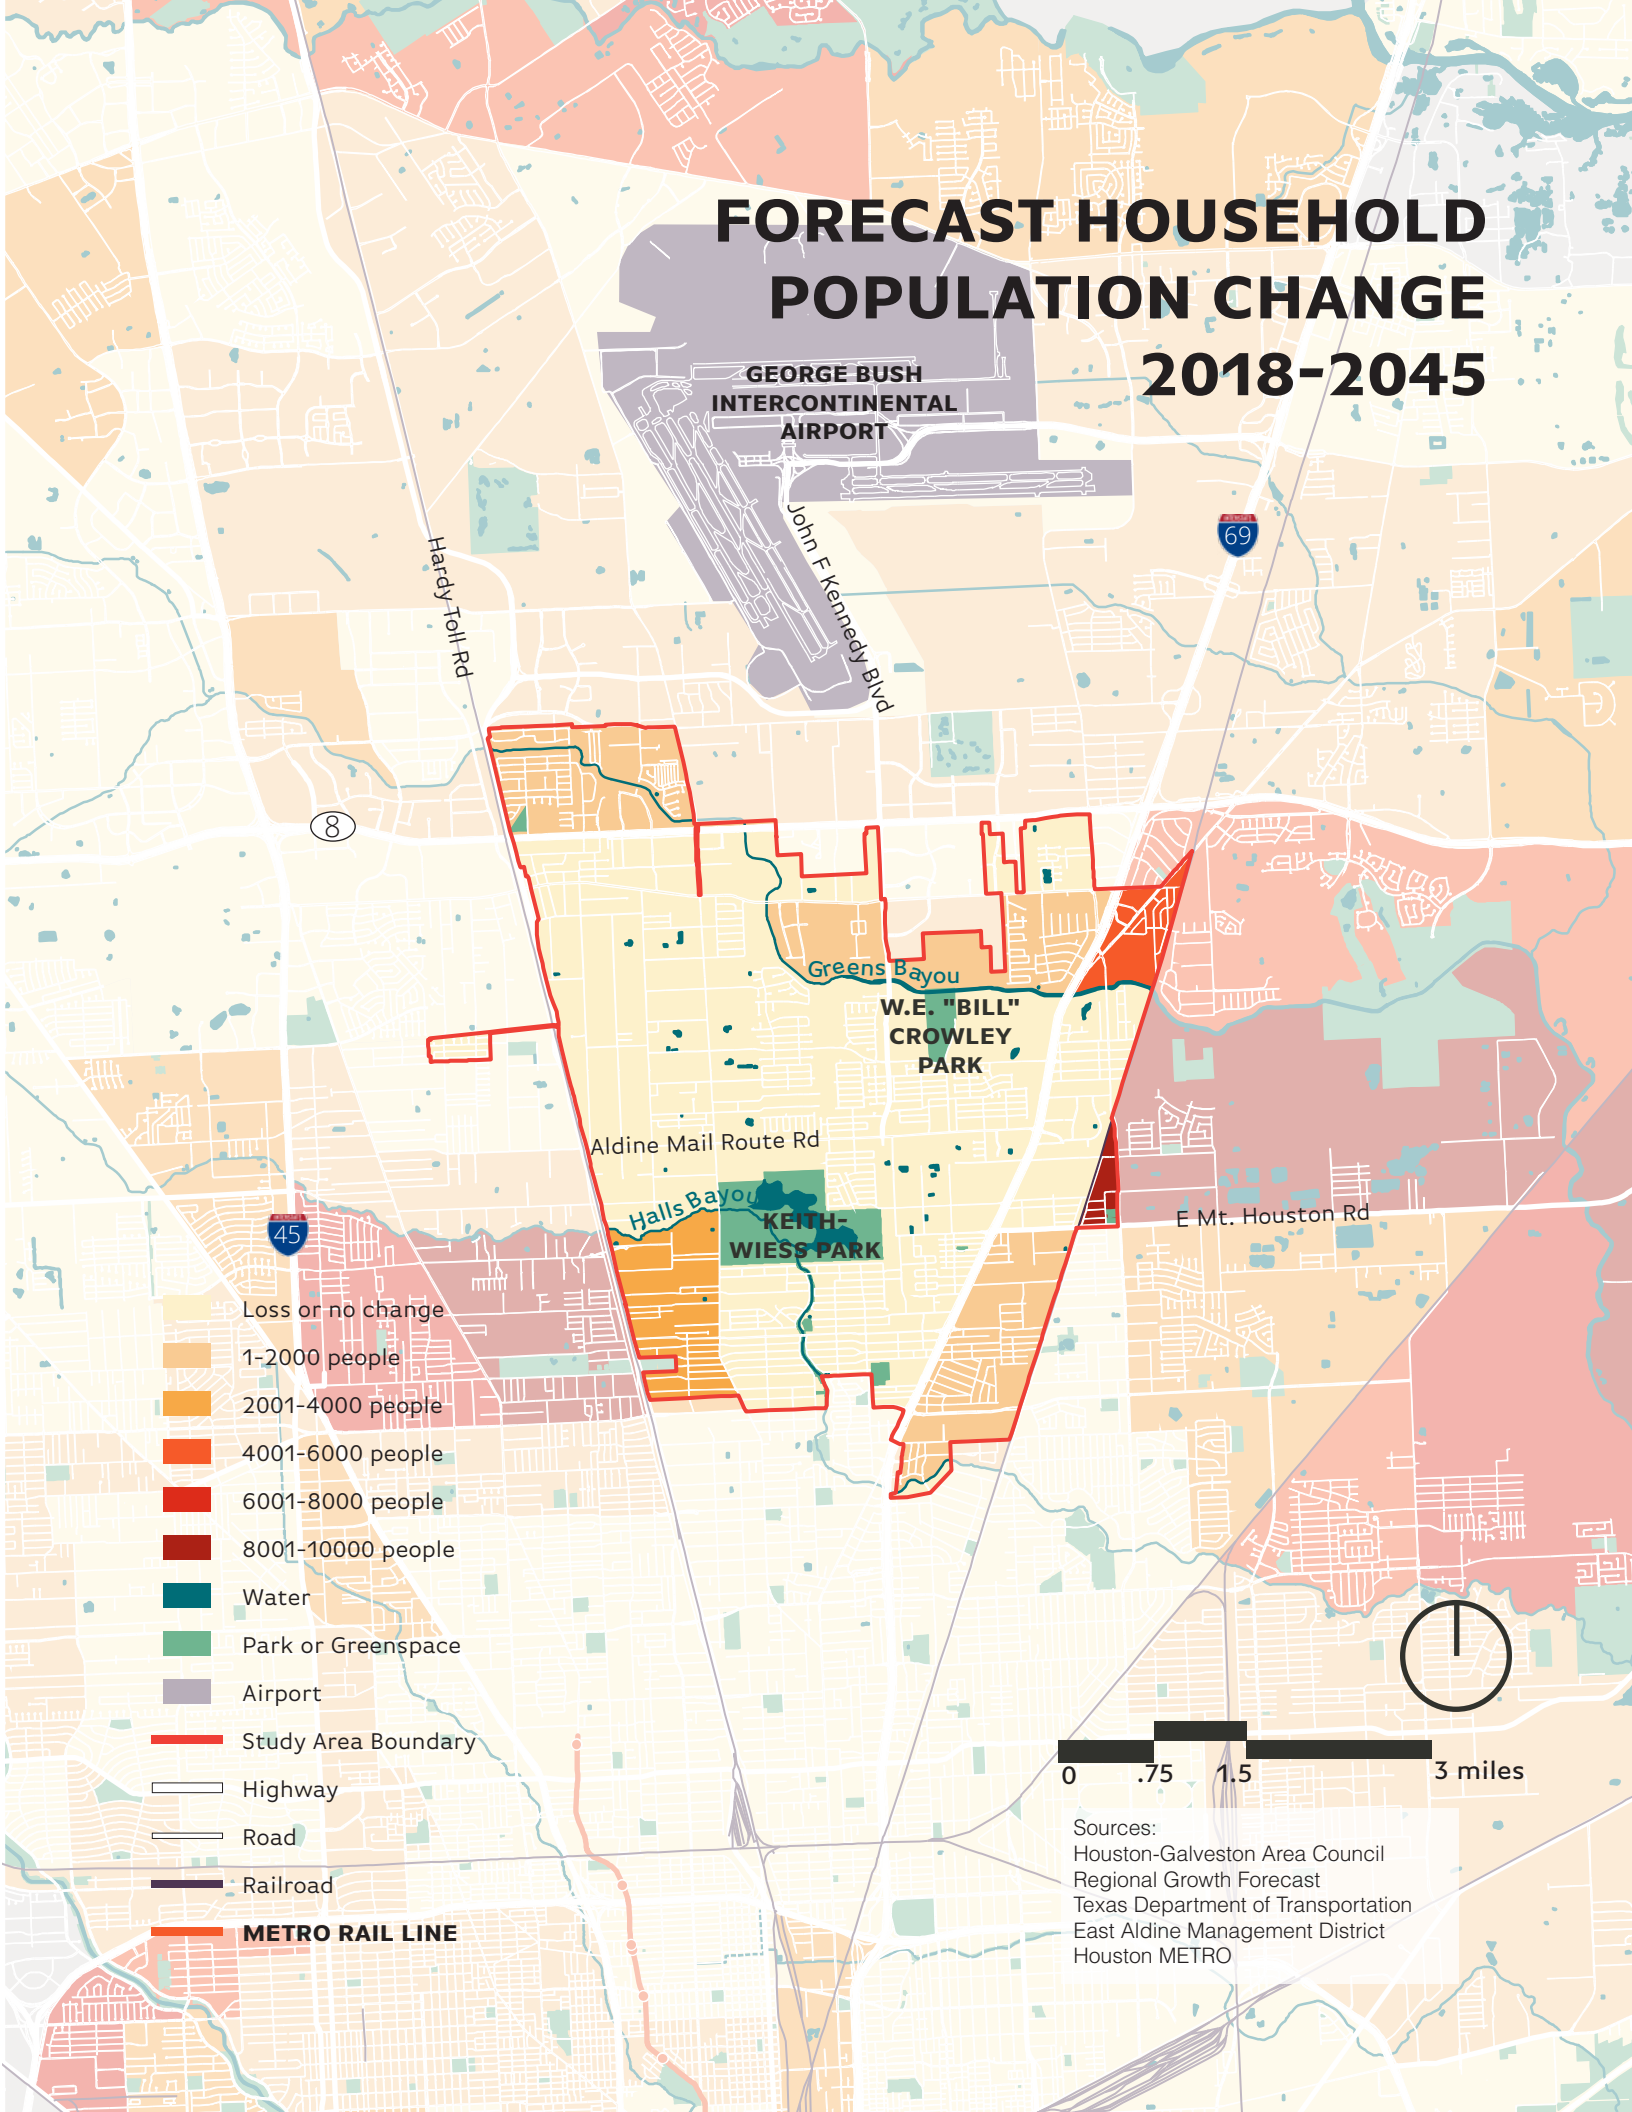 FORECAST HOUSEHOLD
POPULATION CHANGE
2018-2045
GEORGE BUSH
INTERCONTINENTAL
AIRPORT
John F Kennedy Blvd
69
Hardy Toll Rd
8
Greens Bayou
W.E. "BILL"
CROWLEY
PARK
Aldine Mail Route Rd
Halls Bayou
KEITH-
WIESS PARK
E Mt. Houston Rd
45
Loss or no change
1-2000 people
2001-4000 people
4001-6000 people
6001-8000 people
8001-10000 people
Water
Park or Greenspace
Airport
Study Area Boundary
Highway
Road
Railroad
METRO RAIL LINE
0 .75 1.5 3 miles
Sources:
Houston-Galveston Area Council
Regional Growth Forecast
Texas Department of Transportation
East Aldine Management District
Houston METRO